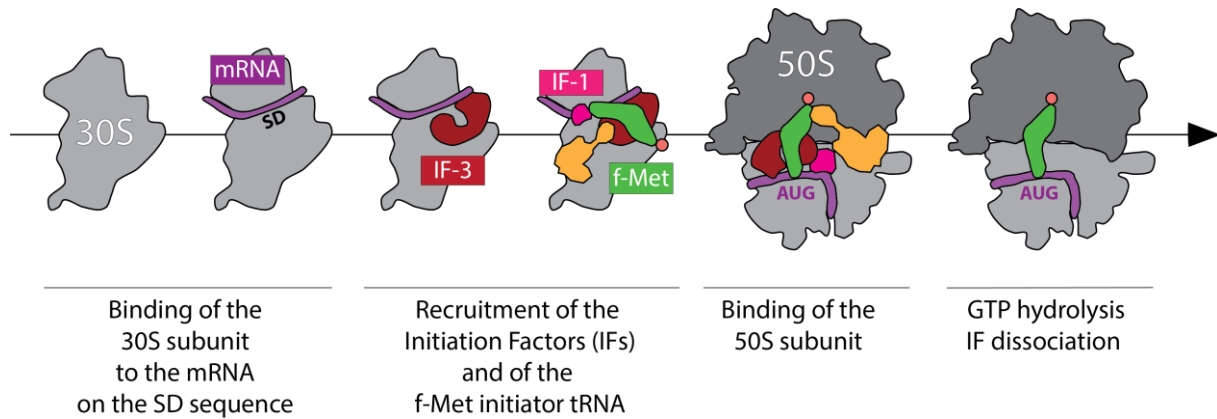 30S
mRNA
SD
IF-3
IF-1
f-Met
50S
AUG
AUG
Binding of the
30S subunit
to the mRNA
on the SD sequence
Recruitment of the
Initiation Factors (IFs)
and of the
f-Met initiator tRNA
Binding of the
50S subunit
GTP hydrolysis
IF dissociation